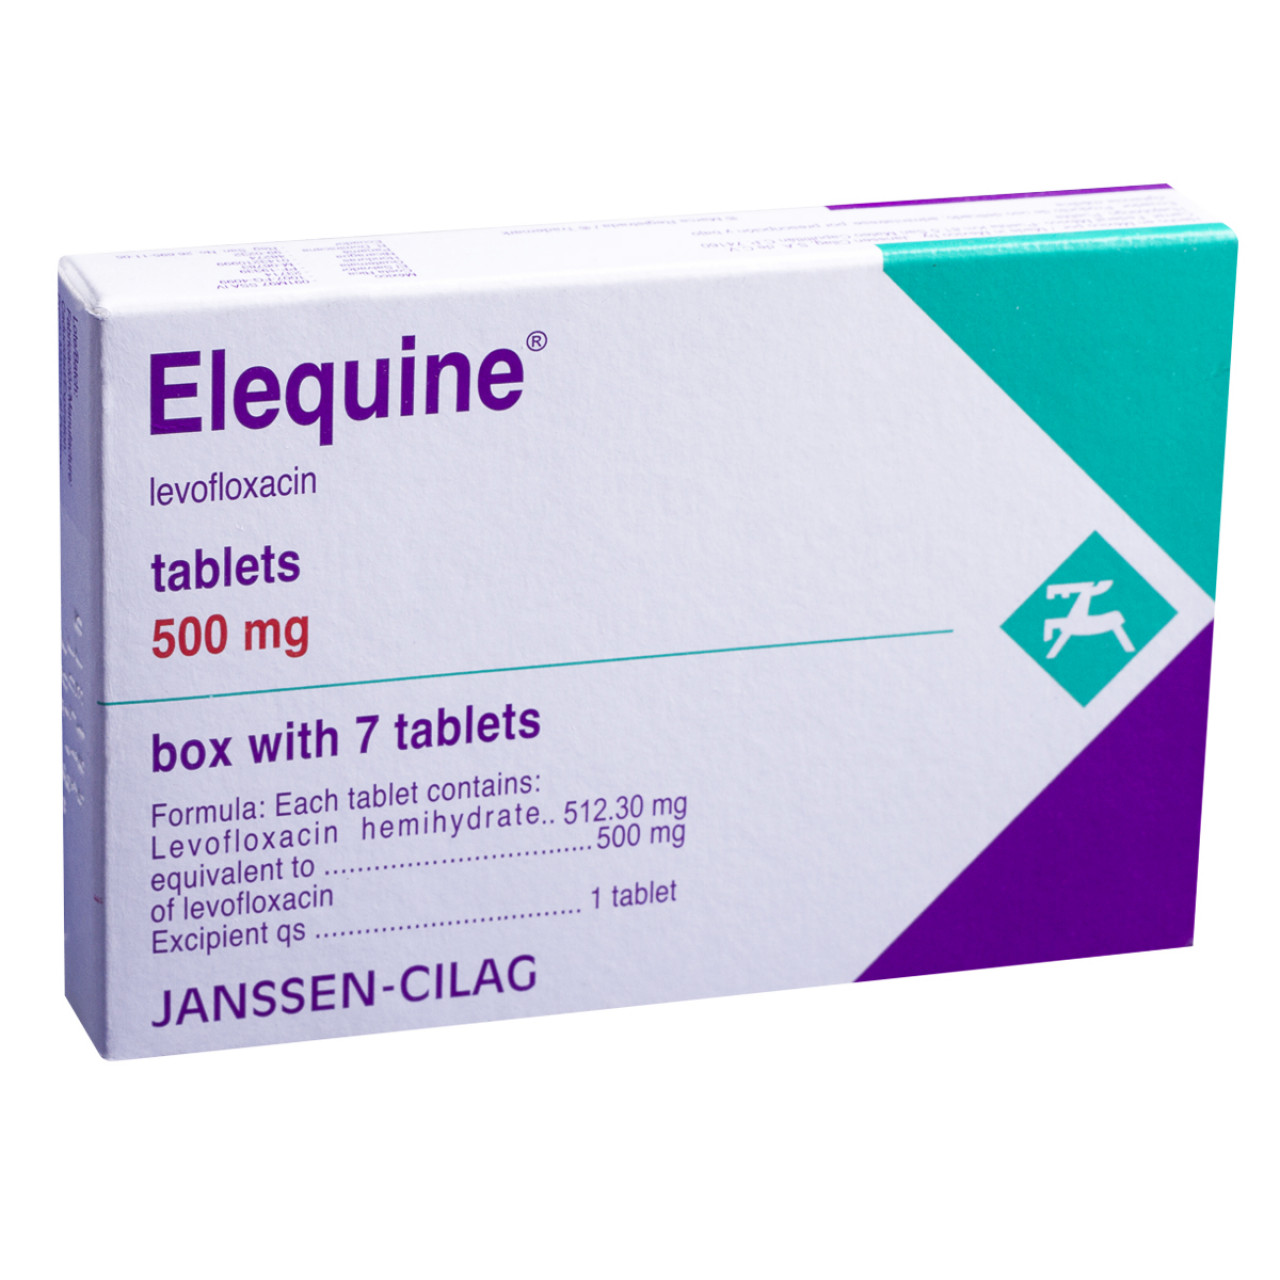 Elequine®
levofloxacin
tablets
500 mg
box with 7 tablets
Formula: Each tablet contains:
Levofloxacin hemihydrate.. 512.30 mg
equivalent to ................................. 500 mg
of levofloxacin
Excipient qs ................................. 1 tablet
JANSSEN-CILAG